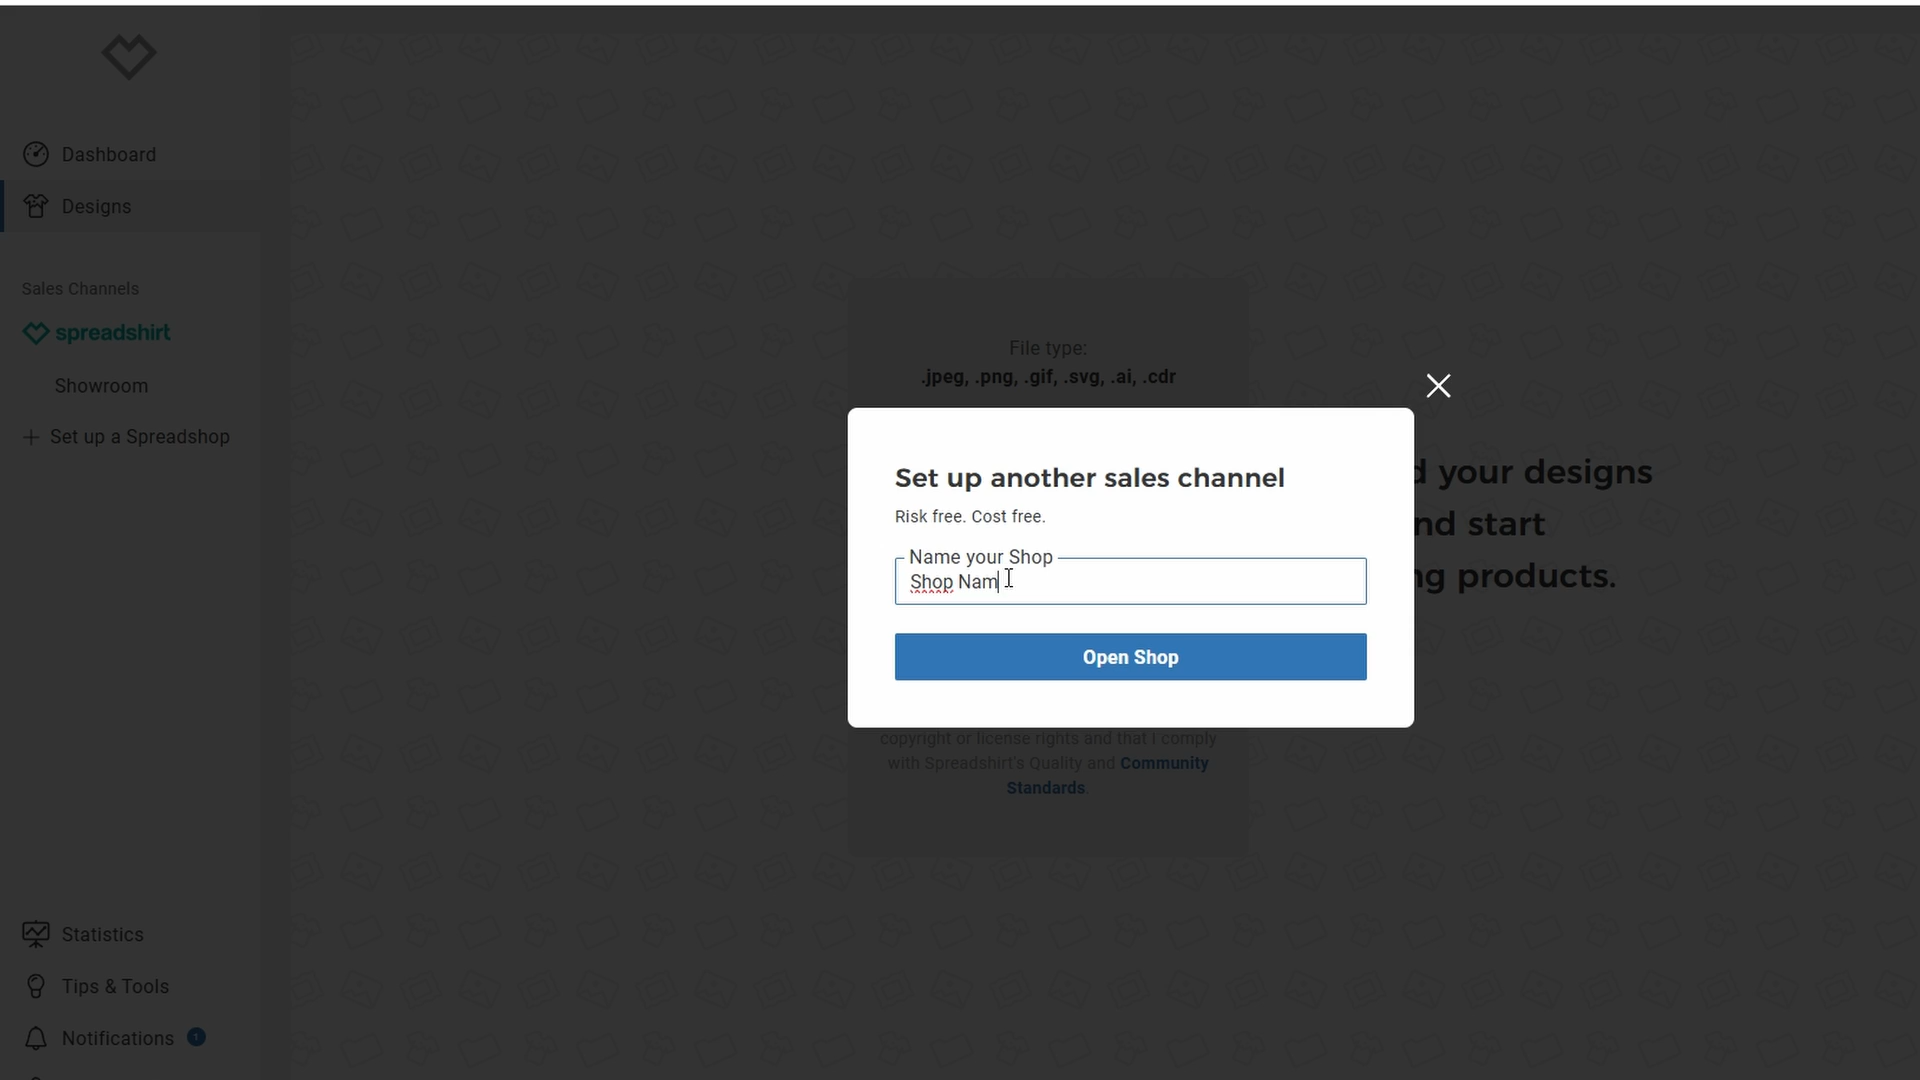 Dashboard
Designs
Sales Channels
spreadshirt
Showroom
+ Set up a Spreadshop
Statistics
Tips & Tools
Notifications 1
File type:
.jpeg, .png, .gif, .svg, .ai, .cdr
Set up another sales channel
Risk free. Cost free.
Name your Shop
Shop Nam
Open Shop
your designs
start
products.
copyright or license rights and that I comply
with Spreadshirt's Quality and Community
Standards.